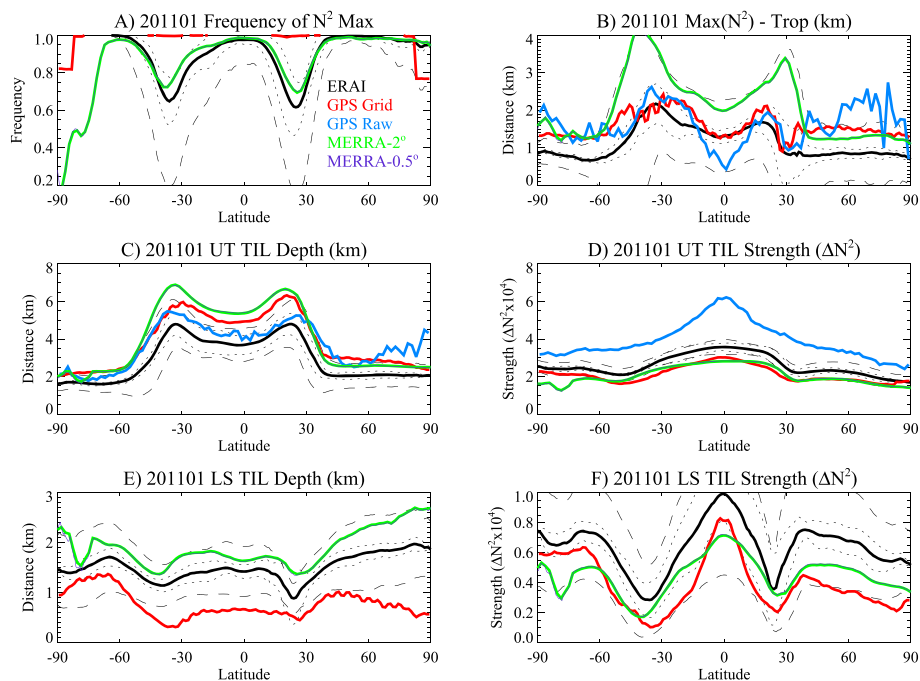 A) 201101 Frequency of N² Max
Frequency
1.0
0.8
0.6
0.4
0.2
ERAI
GPS Grid
GPS Raw
MERRA-2°
MERRA-0.5°
-90 -60 -30 0 30 60 90
Latitude
B) 201101 Max(N²) - Trop (km)
Distance (km)
4
3
2
1
0
-90 -60 -30 0 30 60 90
Latitude
C) 201101 UT TIL Depth (km)
Distance (km)
8
6
4
2
0
-90 -60 -30 0 30 60 90
Latitude
D) 201101 UT TIL Strength (ΔN²)
Strength (ΔN²x10⁴)
8
6
4
2
0
-90 -60 -30 0 30 60 90
Latitude
E) 201101 LS TIL Depth (km)
Distance (km)
3
2
1
0
-90 -60 -30 0 30 60 90
Latitude
F) 201101 LS TIL Strength (ΔN²)
Strength (ΔN²x10⁴)
1.0
0.8
0.6
0.4
0.2
0.0
-90 -60 -30 0 30 60 90
Latitude